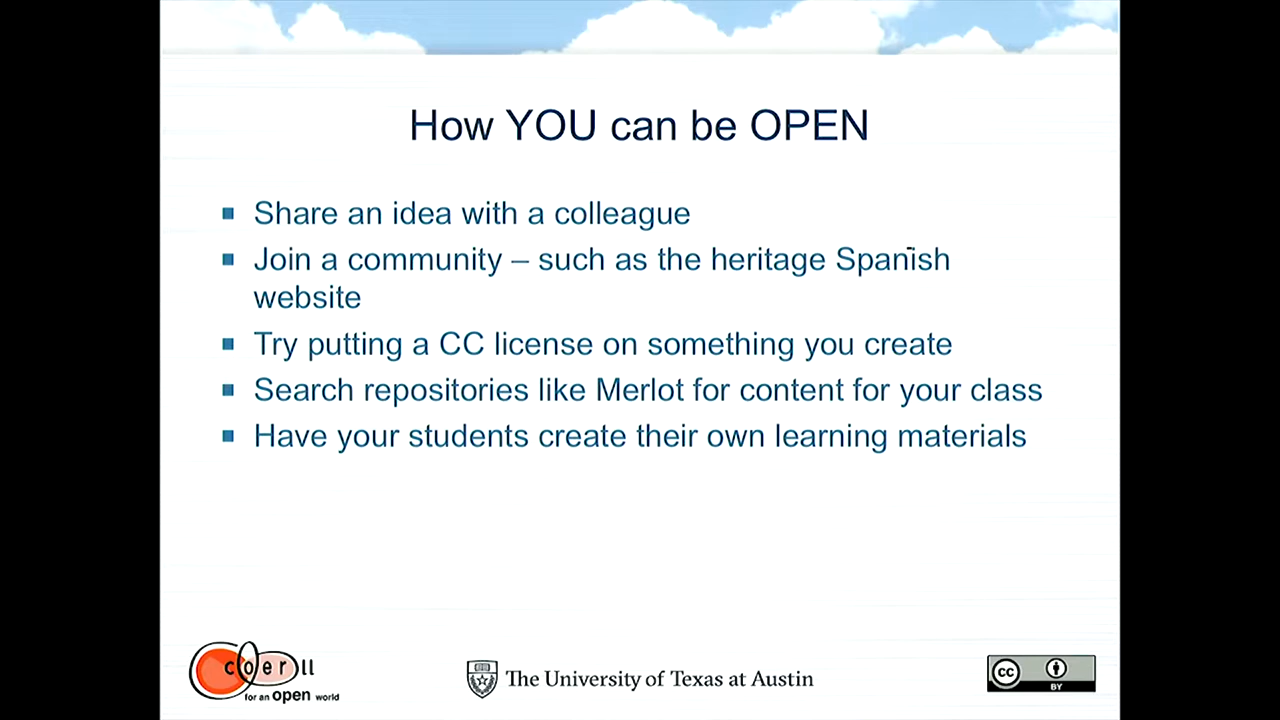 How YOU can be OPEN
Share an idea with a colleague
Join a community – such as the heritage Spanish
website
Try putting a CC license on something you create
Search repositories like Merlot for content for your class
Have your students create their own learning materials
coerll
for an open world
The University of Texas at Austin
cc
BY